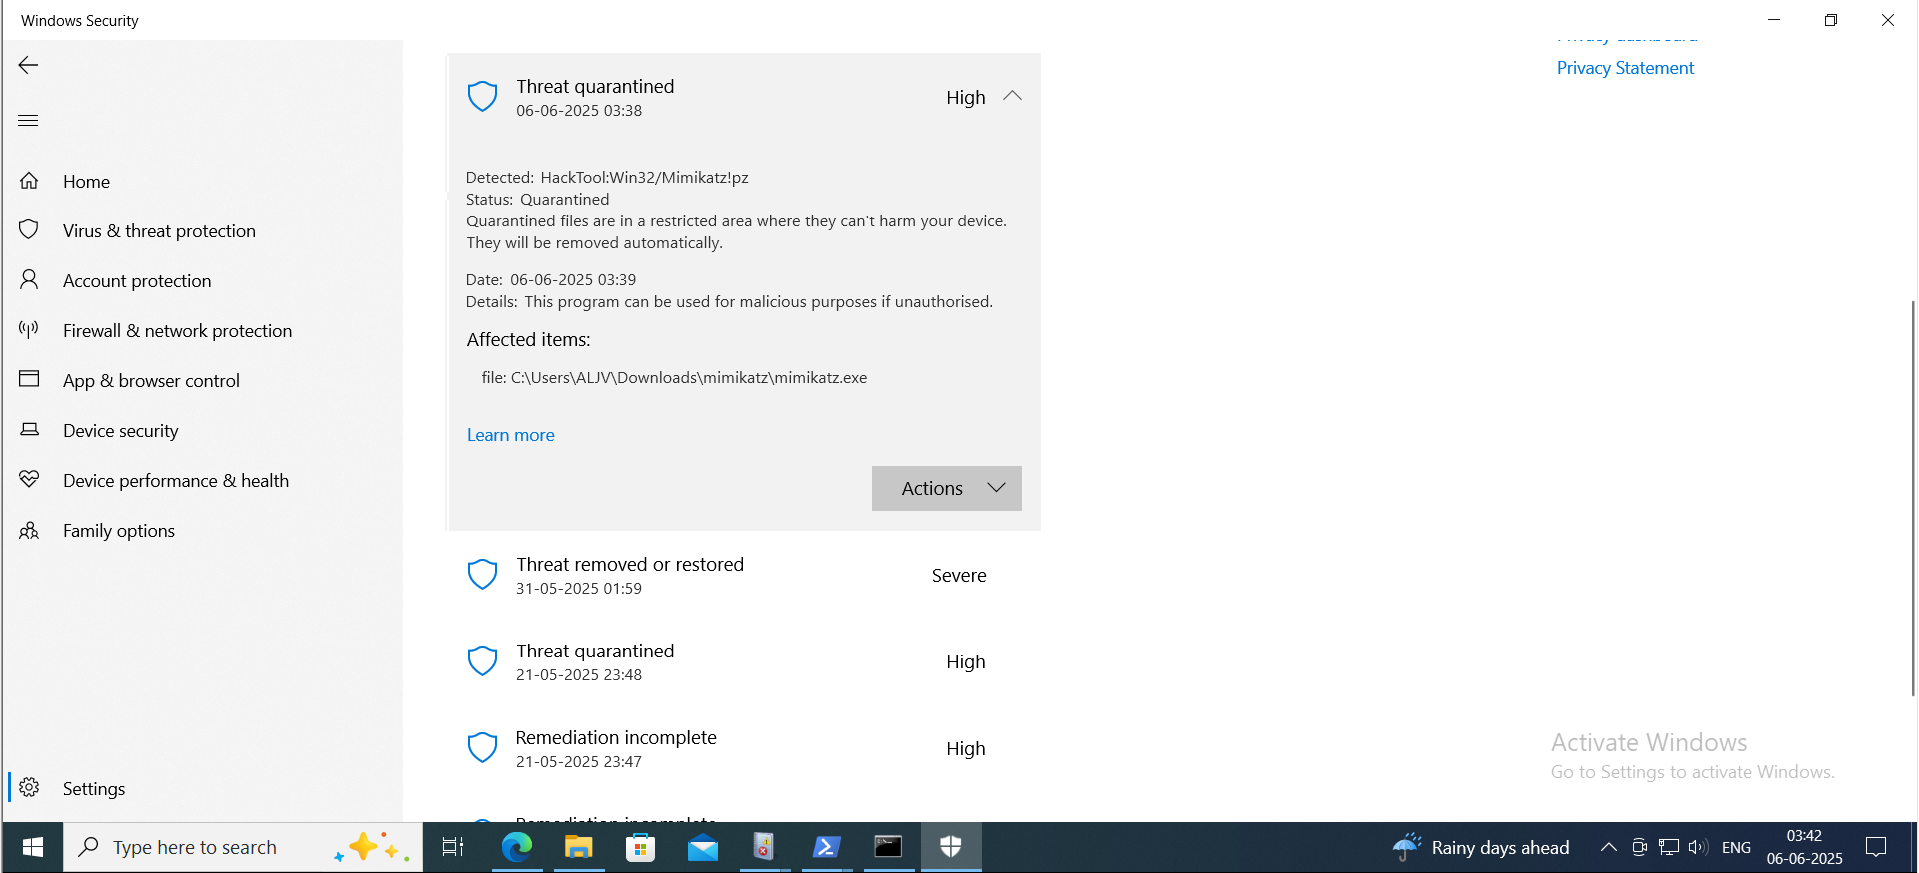 Windows Security
Privacy dashboard
Privacy Statement
Home
Virus & threat protection
Account protection
Firewall & network protection
App & browser control
Device security
Device performance & health
Family options
Settings
Threat quarantined
06-06-2025 03:38
High
Detected: HackTool:Win32/Mimikatz!pz
Status: Quarantined
Quarantined files are in a restricted area where they can't harm your device.
They will be removed automatically.
Date: 06-06-2025 03:39
Details: This program can be used for malicious purposes if unauthorised.
Affected items:
file: C:\Users\ALJV\Downloads\mimikatz\mimikatz.exe
Learn more
Actions
Threat removed or restored
31-05-2025 01:59
Severe
Threat quarantined
21-05-2025 23:48
High
Remediation incomplete
21-05-2025 23:47
High
Remediation incomplete
Activate Windows
Go to Settings to activate Windows.
Type here to search
Rainy days ahead
ENG
03:42
06-06-2025